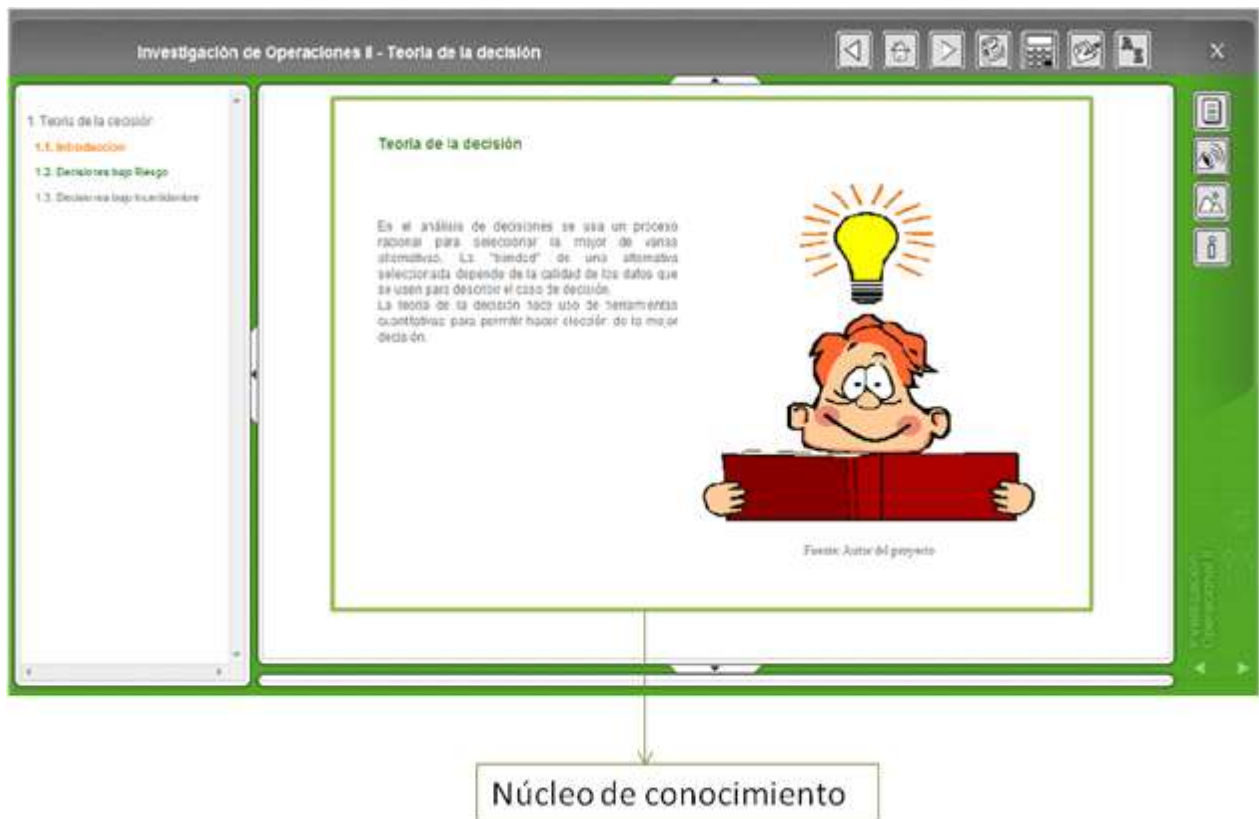 Investigación de Operaciones II - Teoría de la decisión
X
1. Teoría de la decisión
1.1. Introducción
1.2. Decisiones bajo Riesgo
1.3. Decisiones bajo Incertidumbre
Teoría de la decisión
En el análisis de decisiones se usa un proceso
racional para seleccionar la mejor de varias
alternativas. La "bondad" de una alternativa
seleccionada depende de la calidad de los datos que
se usen para describir el caso de decisión.
La teoría de la decisión hace uso de herramientas
cuantitativas para permitir hacer elección de la mejor
decisión.
Fuente: Autor del proyecto
Núcleo de conocimiento